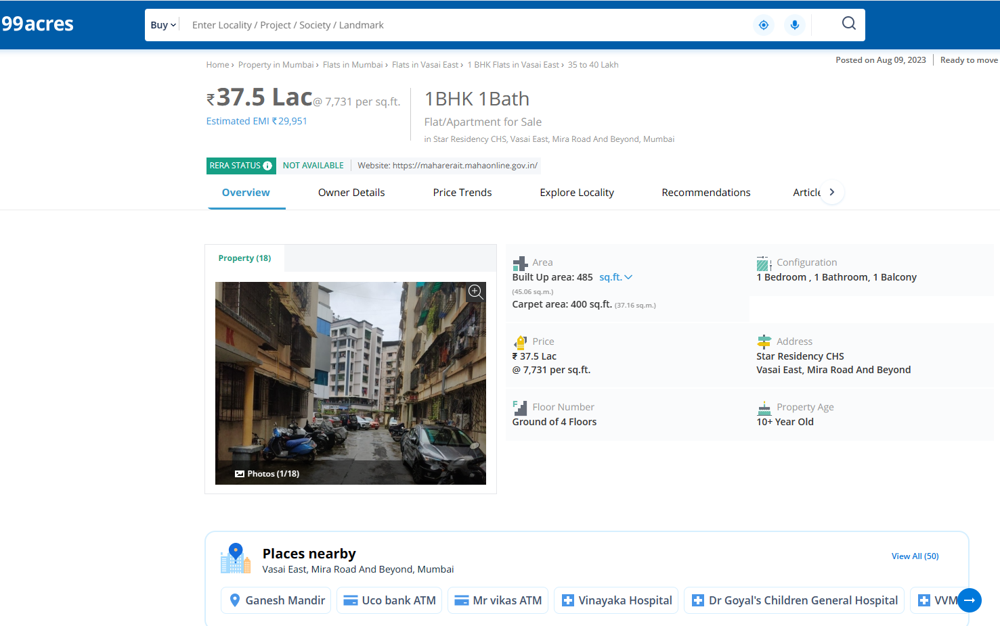 99acres
Buy
Enter Locality / Project / Society / Landmark
Home › Property in Mumbai › Flats in Mumbai › Flats in Vasai East › 1 BHK Flats in Vasai East › 35 to 40 Lakh
Posted on Aug 09, 2023 | Ready to move
₹ 37.5 Lac @ 7,731 per sq.ft.
Estimated EMI ₹ 29,951
1BHK 1Bath
Flat/Apartment for Sale
in Star Residency CHS, Vasai East, Mira Road And Beyond, Mumbai
RERA STATUS i NOT AVAILABLE | Website: https://maharerait.mahaonline.gov.in/
Overview Owner Details Price Trends Explore Locality Recommendations Article
Property (18)
K
Photos (1/18)
Area
Built Up area: 485 sq.ft.
(45.06 sq.m.)
Carpet area: 400 sq.ft. (37.16 sq.m.)
Configuration
1 Bedroom , 1 Bathroom, 1 Balcony
Price
₹ 37.5 Lac
@ 7,731 per sq.ft.
Address
Star Residency CHS
Vasai East, Mira Road And Beyond
F
Floor Number
Ground of 4 Floors
Property Age
10+ Year Old
Places nearby
Vasai East, Mira Road And Beyond, Mumbai
View All (50)
Ganesh Mandir Uco bank ATM Mr vikas ATM Vinayaka Hospital Dr Goyal's Children General Hospital VVM